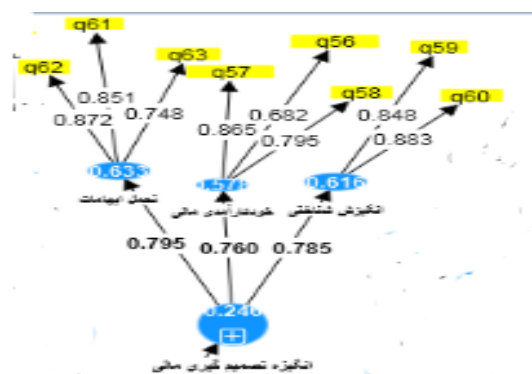 q61
q56
q59
q62
q63
q57
q58
q60
0.851
0.748
0.682
0.848
0.872
0.865
0.795
0.883
0.633
0.578
0.616
تحمل ابهامات
خودکارآمدی مالی
انگیزش شناختی
0.795
0.760
0.785
0.240
انگیزه تصمیم گیری مالی